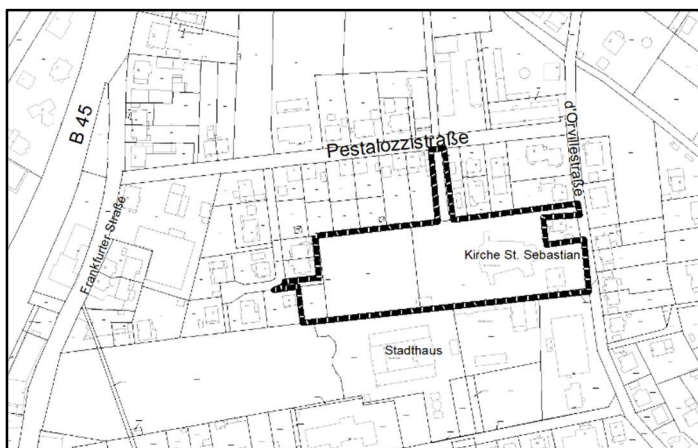 B 45
Pestalozzistraße
d'Orvillestraße
Frankfurter Straße
Kirche St. Sebastian
Stadthaus